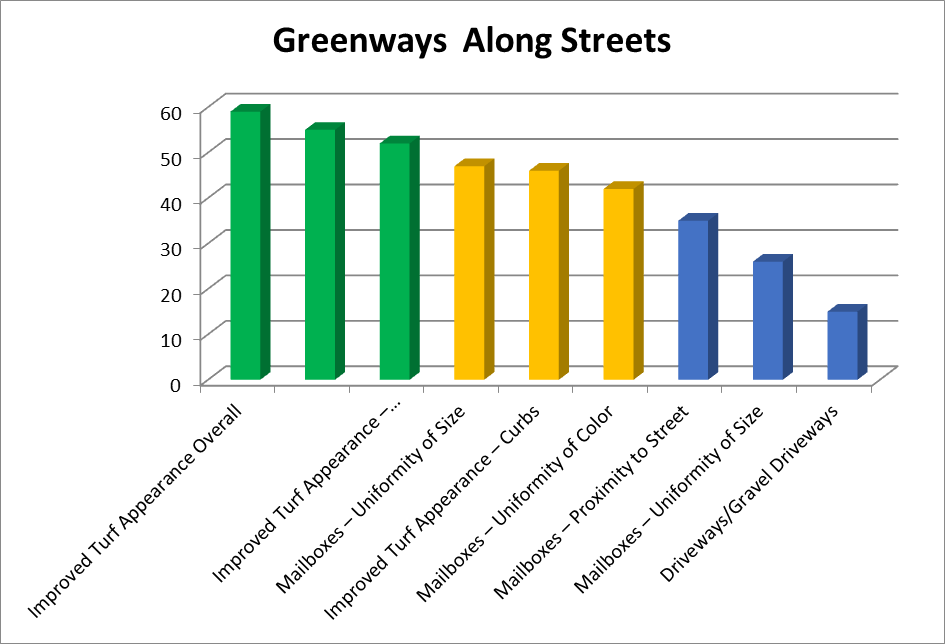 Greenways  Along Streets
60
50
40
30
20
10
0
Improved Turf Appearance Overall
Improved Turf Appearance –...
Mailboxes – Uniformity of Size
Improved Turf Appearance – Curbs
Mailboxes – Uniformity of Color
Mailboxes – Proximity to Street
Mailboxes – Uniformity of Size
Driveways/Gravel Driveways